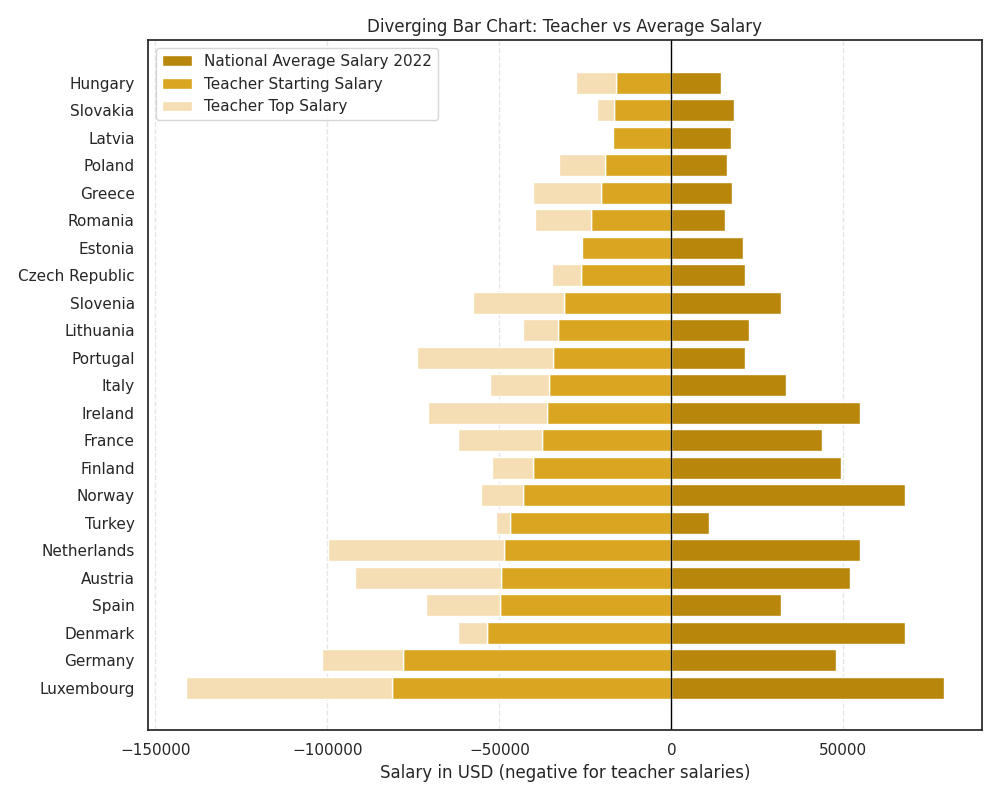 Diverging Bar Chart: Teacher vs Average Salary
National Average Salary 2022
Teacher Starting Salary
Teacher Top Salary
Hungary
Slovakia
Latvia
Poland
Greece
Romania
Estonia
Czech Republic
Slovenia
Lithuania
Portugal
Italy
Ireland
France
Finland
Norway
Turkey
Netherlands
Austria
Spain
Denmark
Germany
Luxembourg
−150000 −100000 −50000 0 50000
Salary in USD (negative for teacher salaries)